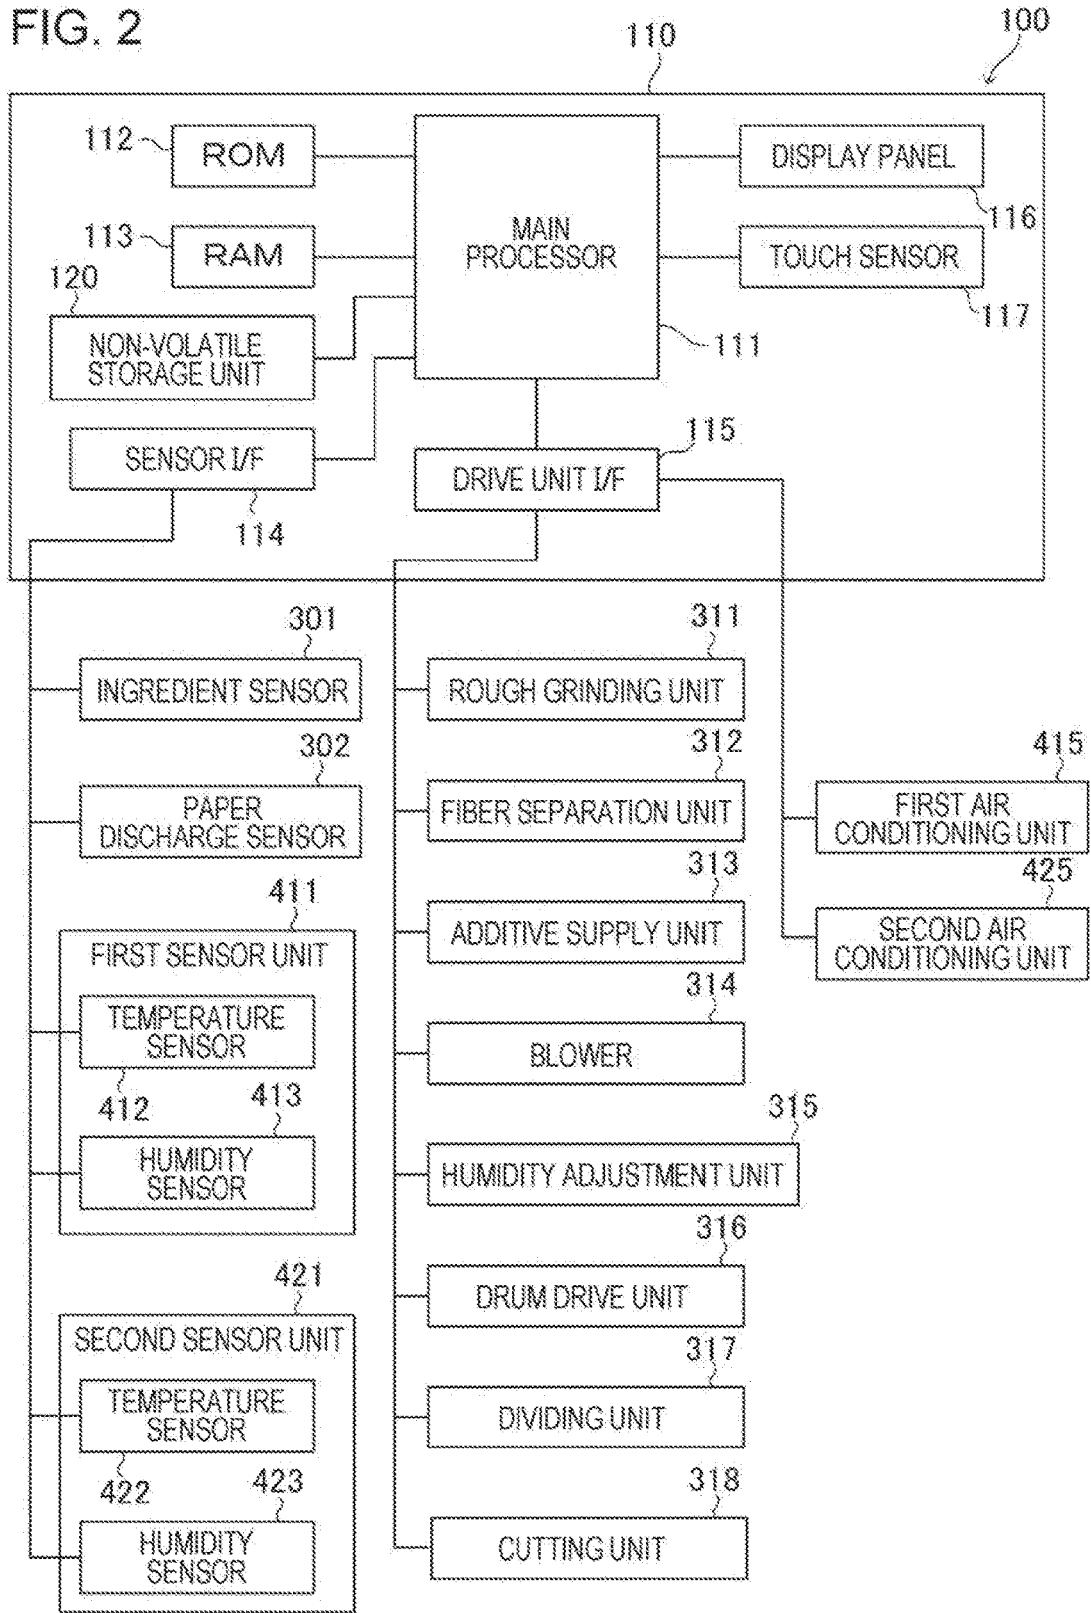 FIG. 2
100
110
112
ROM
113
RAM
120
NON-VOLATILE
STORAGE UNIT
SENSOR I/F
114
MAIN
PROCESSOR
111
DISPLAY PANEL
116
TOUCH SENSOR
117
115
DRIVE UNIT I/F
301
INGREDIENT SENSOR
302
PAPER
DISCHARGE SENSOR
411
FIRST SENSOR UNIT
TEMPERATURE
SENSOR
412
413
HUMIDITY
SENSOR
421
SECOND SENSOR UNIT
TEMPERATURE
SENSOR
422
423
HUMIDITY
SENSOR
311
ROUGH GRINDING UNIT
312
FIBER SEPARATION UNIT
313
ADDITIVE SUPPLY UNIT
314
BLOWER
315
HUMIDITY ADJUSTMENT UNIT
316
DRUM DRIVE UNIT
317
DIVIDING UNIT
318
CUTTING UNIT
415
FIRST AIR
CONDITIONING UNIT
425
SECOND AIR
CONDITIONING UNIT